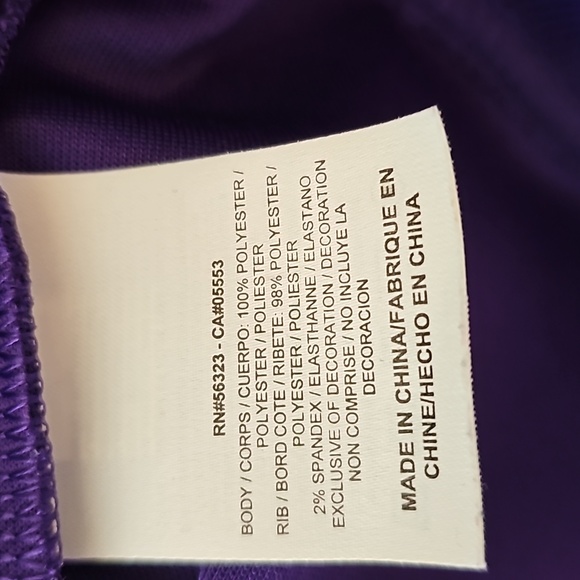 RN#56323 - CA#05553
BODY / CORPS / CUERPO: 100% POLYESTER /
POLYESTER / POLIESTER
RIB / BORD COTE / RIBETE: 98% POLYESTER /
POLYESTER / POLIESTER
2% SPANDEX / ELASTHANNE / ELASTANO
EXCLUSIVE OF DECORATION / DECORATION
NON COMPRISE / NO INCLUYE LA
DECORACION
MADE IN CHINA/FABRIQUE EN
CHINE/HECHO EN CHINA